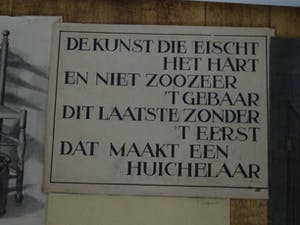 DE KUNST DIE EISCHT
HET HART
EN NIET ZOOZEER
'T GEBAAR
DIT LAATSTE ZONDER
'T EERST
DAT MAAKT EEN
HUICHELAAR